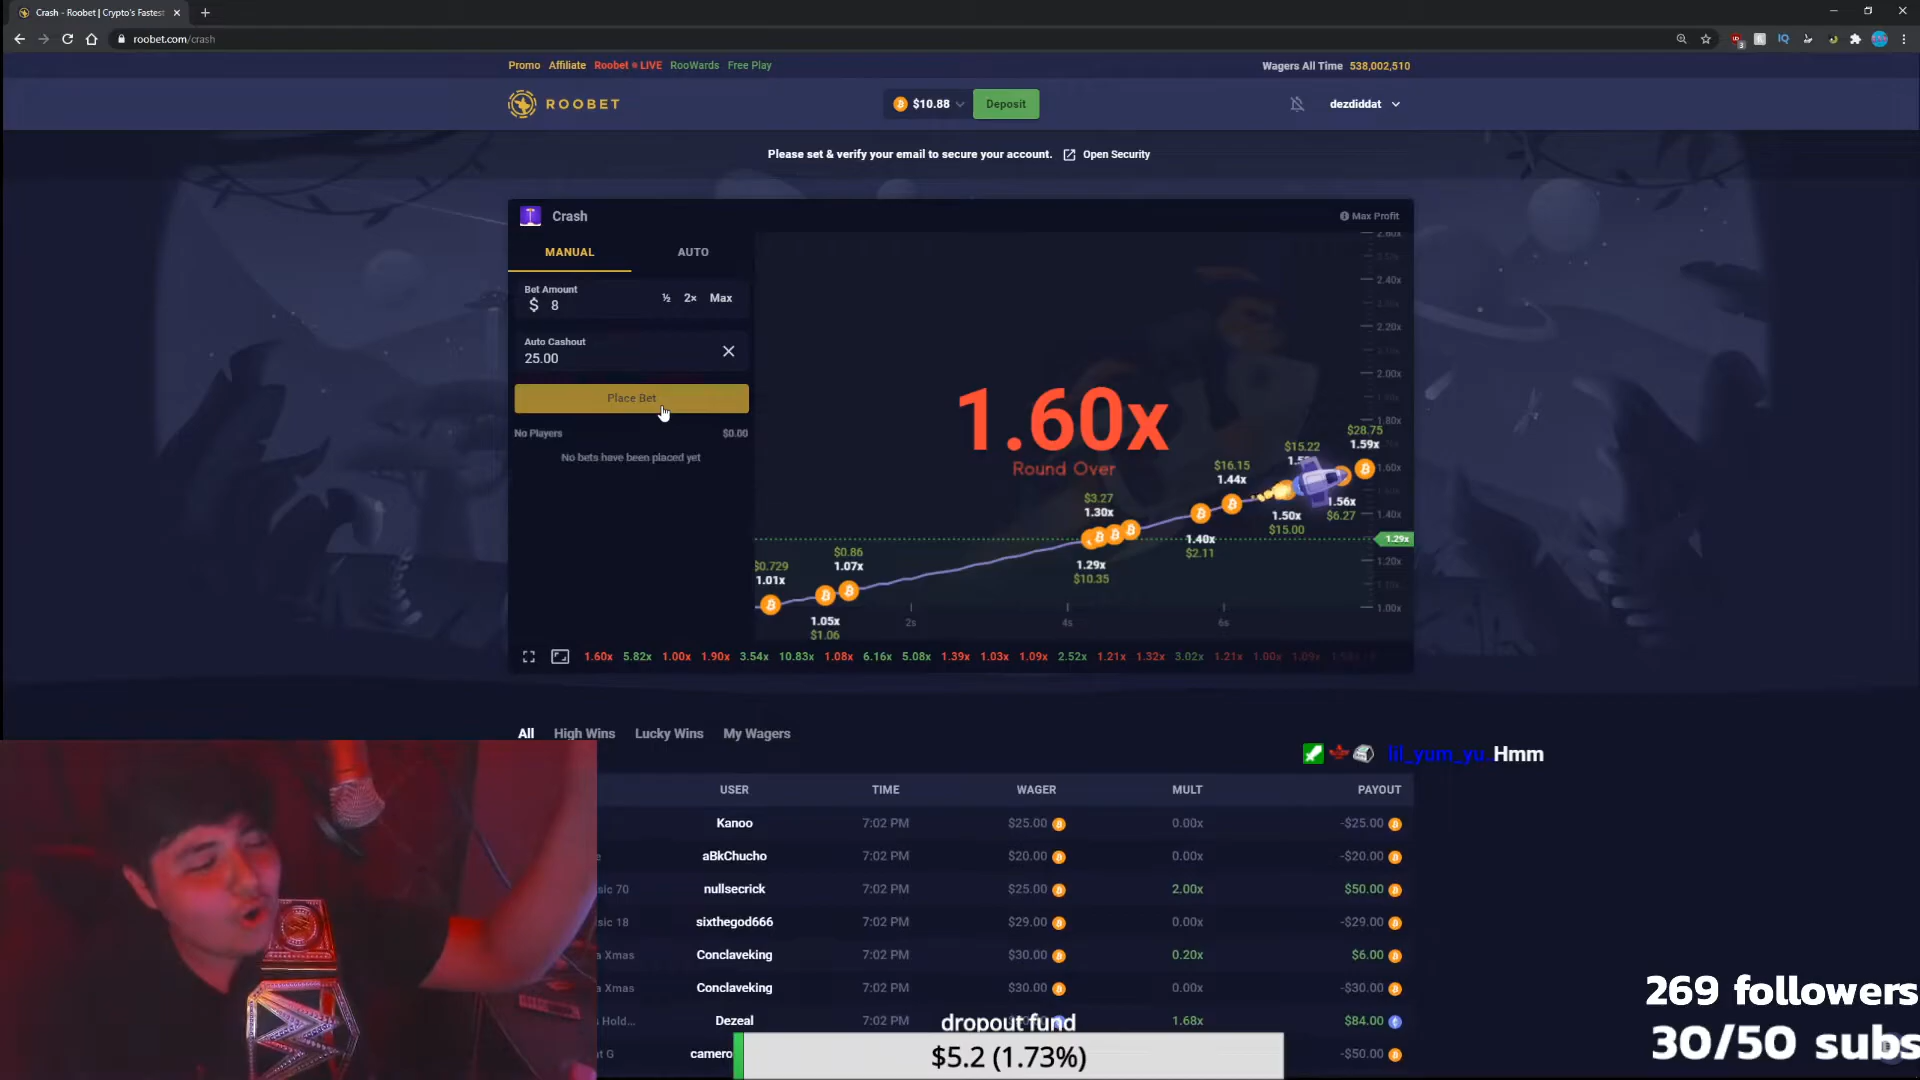 Crash - Roobet | Crypto's Fastest
roobet.com/crash
Promo Affiliate Roobet LIVE RooWards Free Play
Wagers All Time 538,002,510
ROOBET
$10.88
Deposit
dezdiddat
Please set & verify your email to secure your account. Open Security
Crash
Max Profit
MANUAL AUTO
Bet Amount
$ 8 ½ 2× Max
Auto Cashout
25.00
Place Bet
No Players $0.00
No bets have been placed yet
1.60x
Round Over
2.60x
2.40x
2.20x
2.00x
1.80x
1.60x
1.40x
1.29x
1.20x
1.00x
$28.75
1.59x
$15.22
$16.15
1.44x
1.56x
$6.27
1.50x
$15.00
$3.27
1.30x
1.40x
$2.11
1.29x
$10.35
$0.86
1.07x
$0.729
1.01x
1.05x
$1.06
2s 4s 6s
1.60x 5.82x 1.00x 1.90x 3.54x 10.83x 1.08x 6.16x 5.08x 1.39x 1.03x 1.09x 2.52x 1.21x 1.32x 3.02x 1.21x 1.00x 1.09x
All High Wins Lucky Wins My Wagers
lil_yum_yu: Hmm
USER TIME WAGER MULT PAYOUT
Kanoo 7:02 PM $25.00 0.00x -$25.00
aBkChucho 7:02 PM $20.00 0.00x -$20.00
sic 70 nullsecrick 7:02 PM $25.00 2.00x $50.00
sic 18 sixthegod666 7:02 PM $29.00 0.00x -$29.00
a Xmas Conclaveking 7:02 PM $30.00 0.20x $6.00
a Xmas Conclaveking 7:02 PM $30.00 0.00x -$30.00
s Hold... Dezeal 7:02 PM 1.68x $84.00
t G camero -$50.00
dropout fund
$5.2 (1.73%)
269 followers
30/50 subs